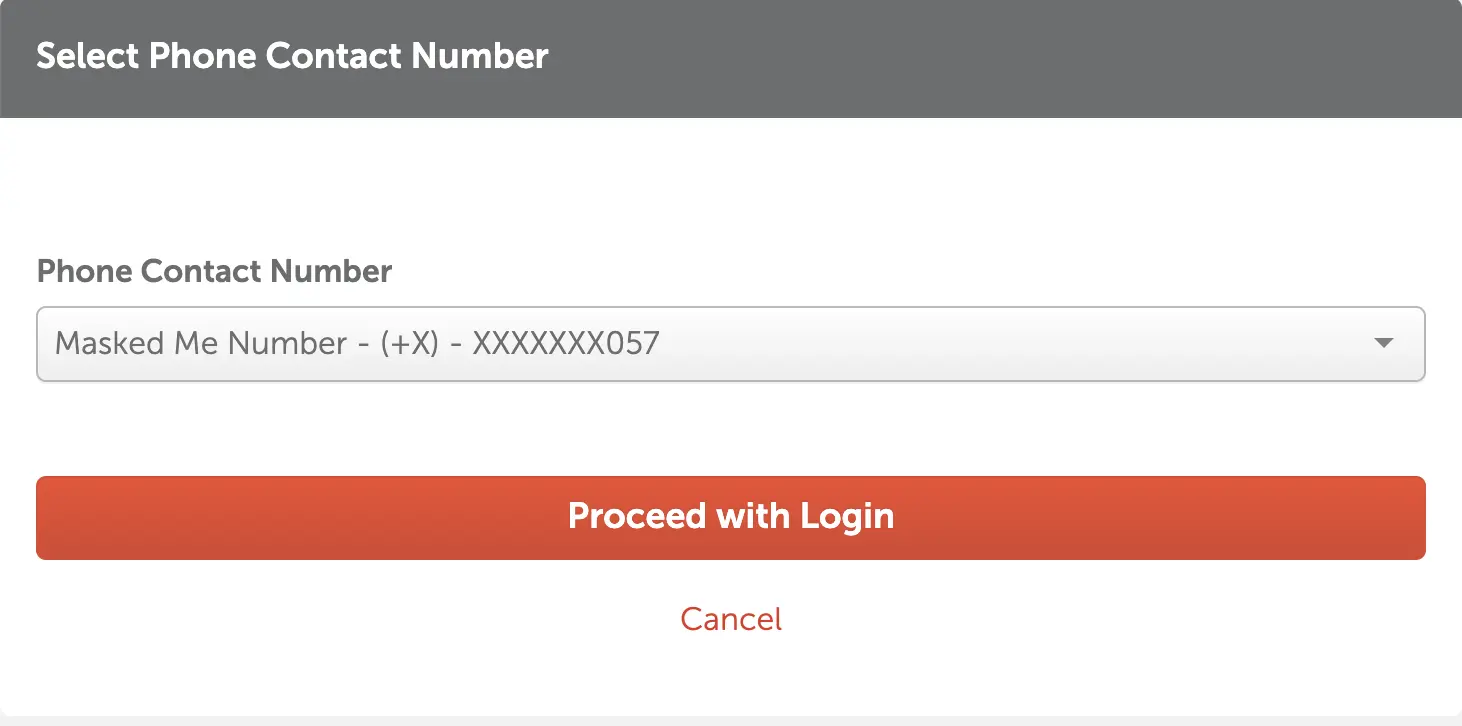 Select Phone Contact Number
Phone Contact Number
Masked Me Number - (+X) - XXXXXXX057
Proceed with Login
Cancel